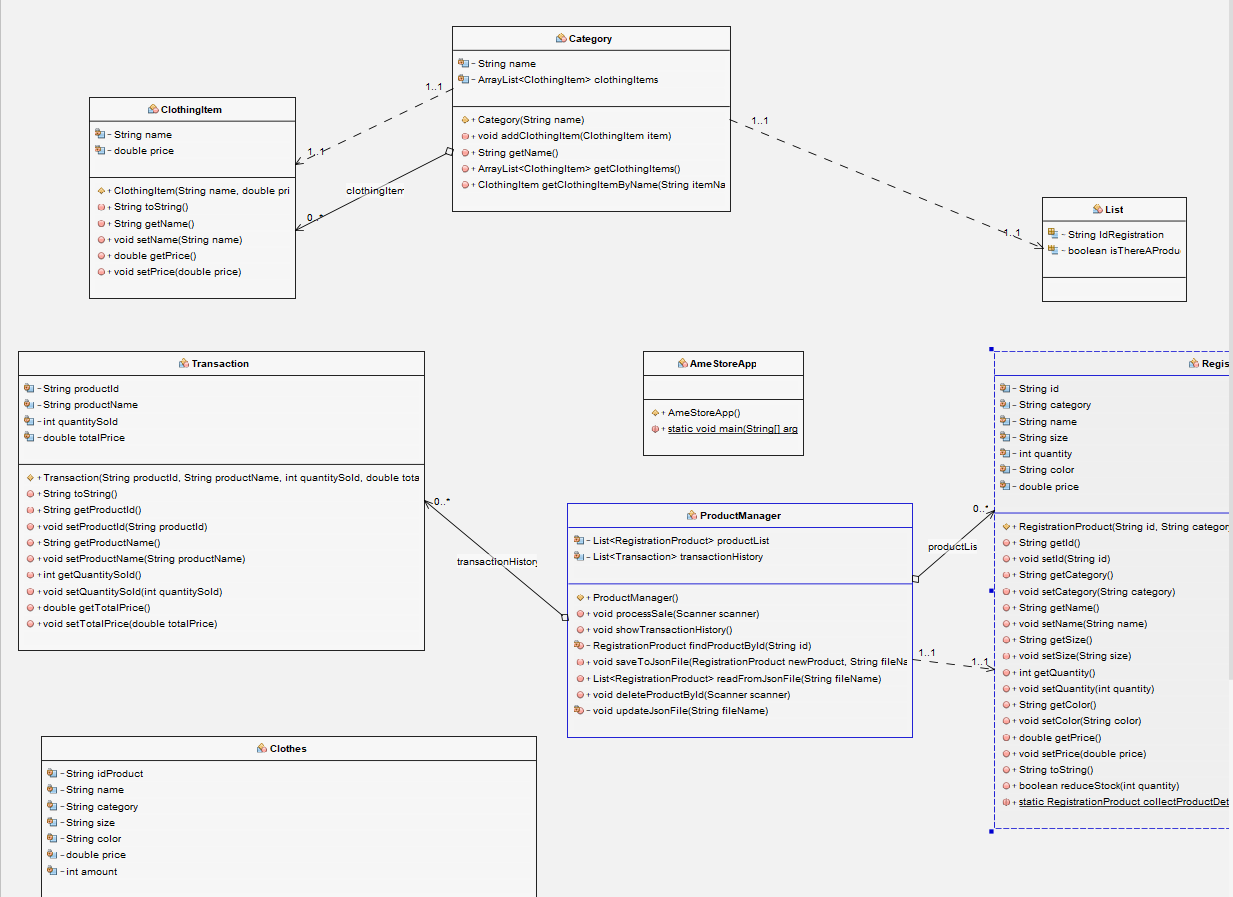 Category
- String name
- ArrayList<ClothingItem> clothingItems
+ Category(String name)
+ void addClothingItem(ClothingItem item)
+ String getName()
+ ArrayList<ClothingItem> getClothingItems()
+ ClothingItem getClothingItemByName(String itemNa
1..1
1..1
clothingItem
0..*
1..1
1..1
ClothingItem
- String name
- double price
+ ClothingItem(String name, double pri
+ String toString()
+ String getName()
+ void setName(String name)
+ double getPrice()
+ void setPrice(double price)
List
- String IdRegistration
- boolean isThereAProdu
Transaction
- String productId
- String productName
- int quantitySold
- double totalPrice
+ Transaction(String productId, String productName, int quantitySold, double tota
+ String toString()
+ String getProductId()
+ void setProductId(String productId)
+ String getProductName()
+ void setProductName(String productName)
+ int getQuantitySold()
+ void setQuantitySold(int quantitySold)
+ double getTotalPrice()
+ void setTotalPrice(double totalPrice)
0..*
transactionHistory
AmeStoreApp
+ AmeStoreApp()
+ static void main(String[] arg
ProductManager
- List<RegistrationProduct> productList
- List<Transaction> transactionHistory
+ ProductManager()
+ void processSale(Scanner scanner)
+ void showTransactionHistory()
- RegistrationProduct findProductById(String id)
+ void saveToJsonFile(RegistrationProduct newProduct, String fileNa
+ List<RegistrationProduct> readFromJsonFile(String fileName)
+ void deleteProductById(Scanner scanner)
- void updateJsonFile(String fileName)
0..*
productLis
1..1
1..1
Regis
- String id
- String category
- String name
- String size
- int quantity
- String color
- double price
+ RegistrationProduct(String id, String categor
+ String getId()
+ void setId(String id)
+ String getCategory()
+ void setCategory(String category)
+ String getName()
+ void setName(String name)
+ String getSize()
+ void setSize(String size)
+ int getQuantity()
+ void setQuantity(int quantity)
+ String getColor()
+ void setColor(String color)
+ double getPrice()
+ void setPrice(double price)
+ String toString()
+ boolean reduceStock(int quantity)
+ static RegistrationProduct collectProductDet
Clothes
- String idProduct
- String name
- String category
- String size
- String color
- double price
- int amount